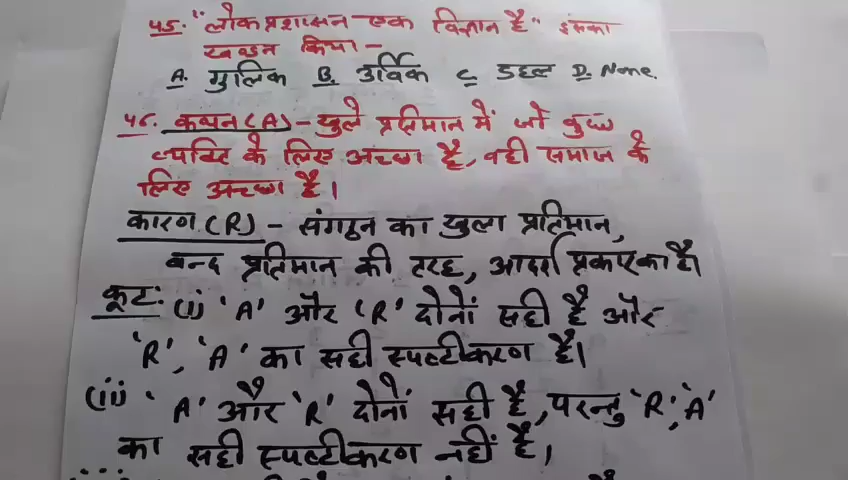 45. "लोकप्रशासन एक विज्ञान है" इसका
खण्डन किया -
A. गुलिक B. उर्विक C. डहल D. None.
46. कथन (A) - खुले प्रतिमान में जो कुछ
व्यक्ति के लिए अच्छा है, वही समाज के
लिए अच्छा है।
कारण (R) - संगठन का खुला प्रतिमान,
बन्द प्रतिमान की तरह, आदर्श प्रकार का है।
कूट: (i) 'A' और 'R' दोनों सही है और
'R', 'A' का सही स्पष्टीकरण है।
(ii) 'A' और 'R' दोनों सही है, परन्तु 'R', 'A'
का सही स्पष्टीकरण नहीं है।